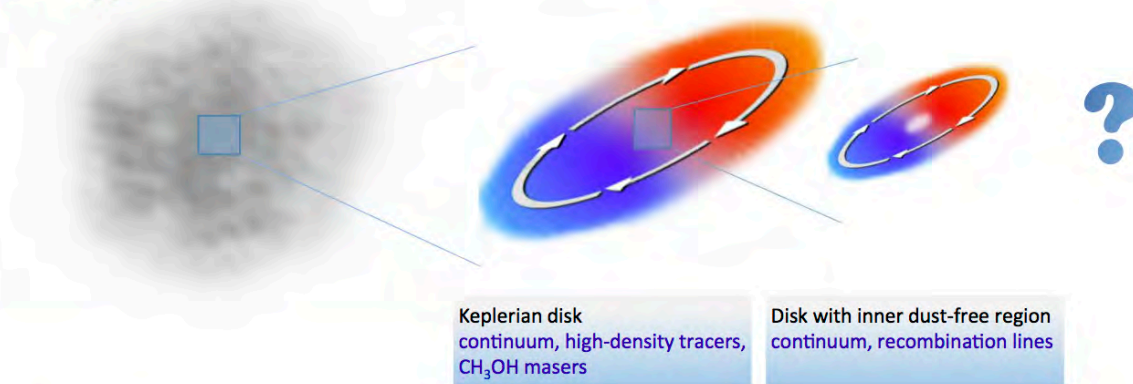 ?
Keplerian disk
continuum, high-density tracers,
CH₃OH masers
Disk with inner dust-free region
continuum, recombination lines